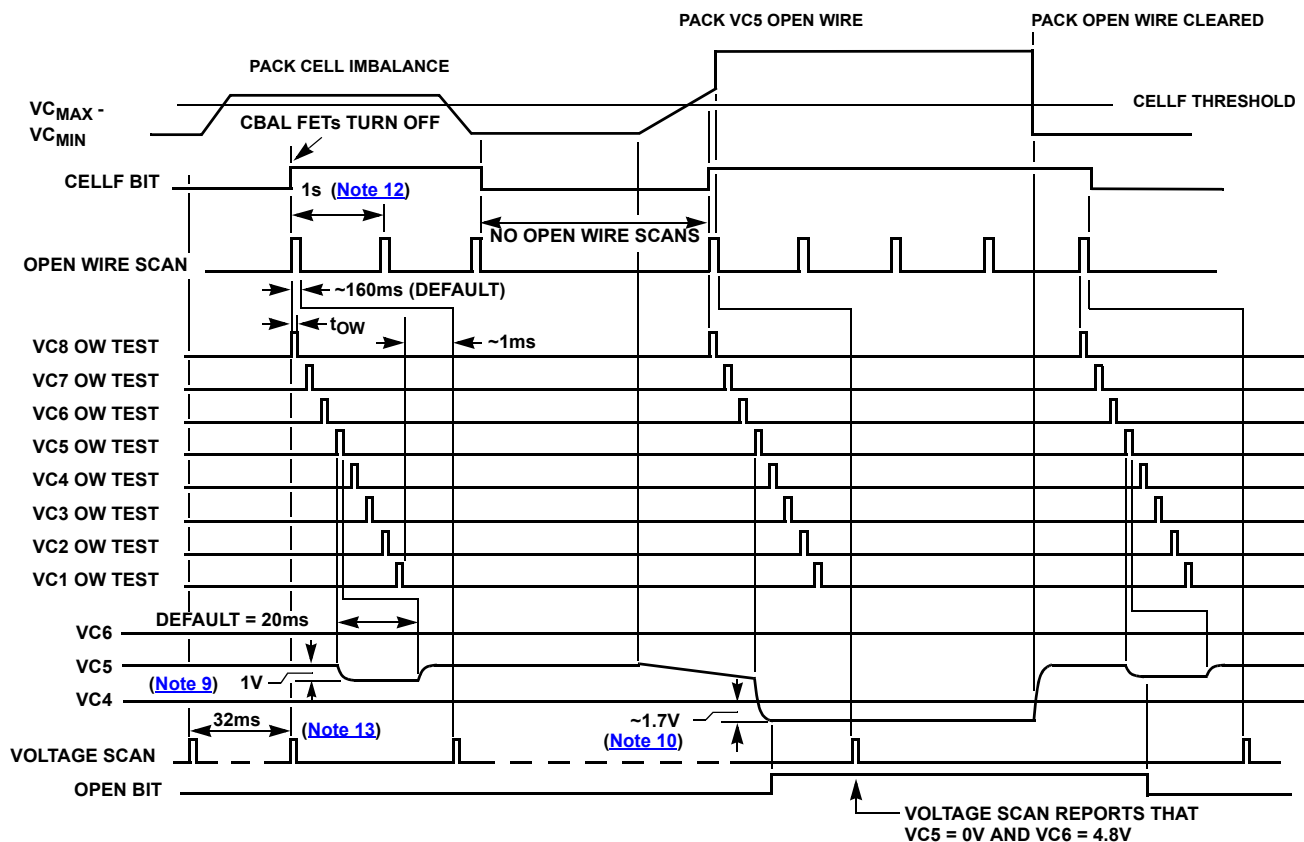 PACK VC5 OPEN WIRE
PACK OPEN WIRE CLEARED
PACK CELL IMBALANCE
VCMAX -
VCMIN
CELLF THRESHOLD
CBAL FETs TURN OFF
CELLF BIT
1s (Note 12)
NO OPEN WIRE SCANS
OPEN WIRE SCAN
~160ms (DEFAULT)
tOW
~1ms
VC8 OW TEST
VC7 OW TEST
VC6 OW TEST
VC5 OW TEST
VC4 OW TEST
VC3 OW TEST
VC2 OW TEST
VC1 OW TEST
DEFAULT = 20ms
VC6
VC5
(Note 9) 1V
VC4
~1.7V
(Note 10)
32ms
(Note 13)
VOLTAGE SCAN
OPEN BIT
VOLTAGE SCAN REPORTS THAT
VC5 = 0V AND VC6 = 4.8V